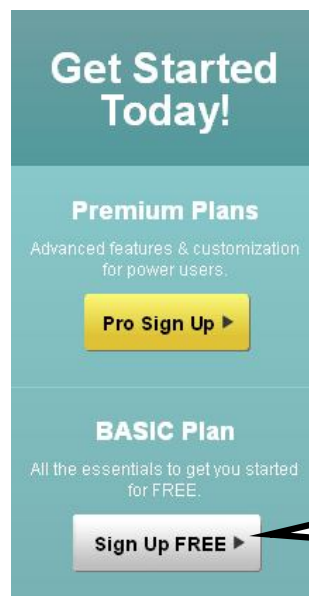 Get Started
Today!
Premium Plans
Advanced features & customization
for power users.
Pro Sign Up
BASIC Plan
All the essentials to get you started
for FREE.
Sign Up FREE